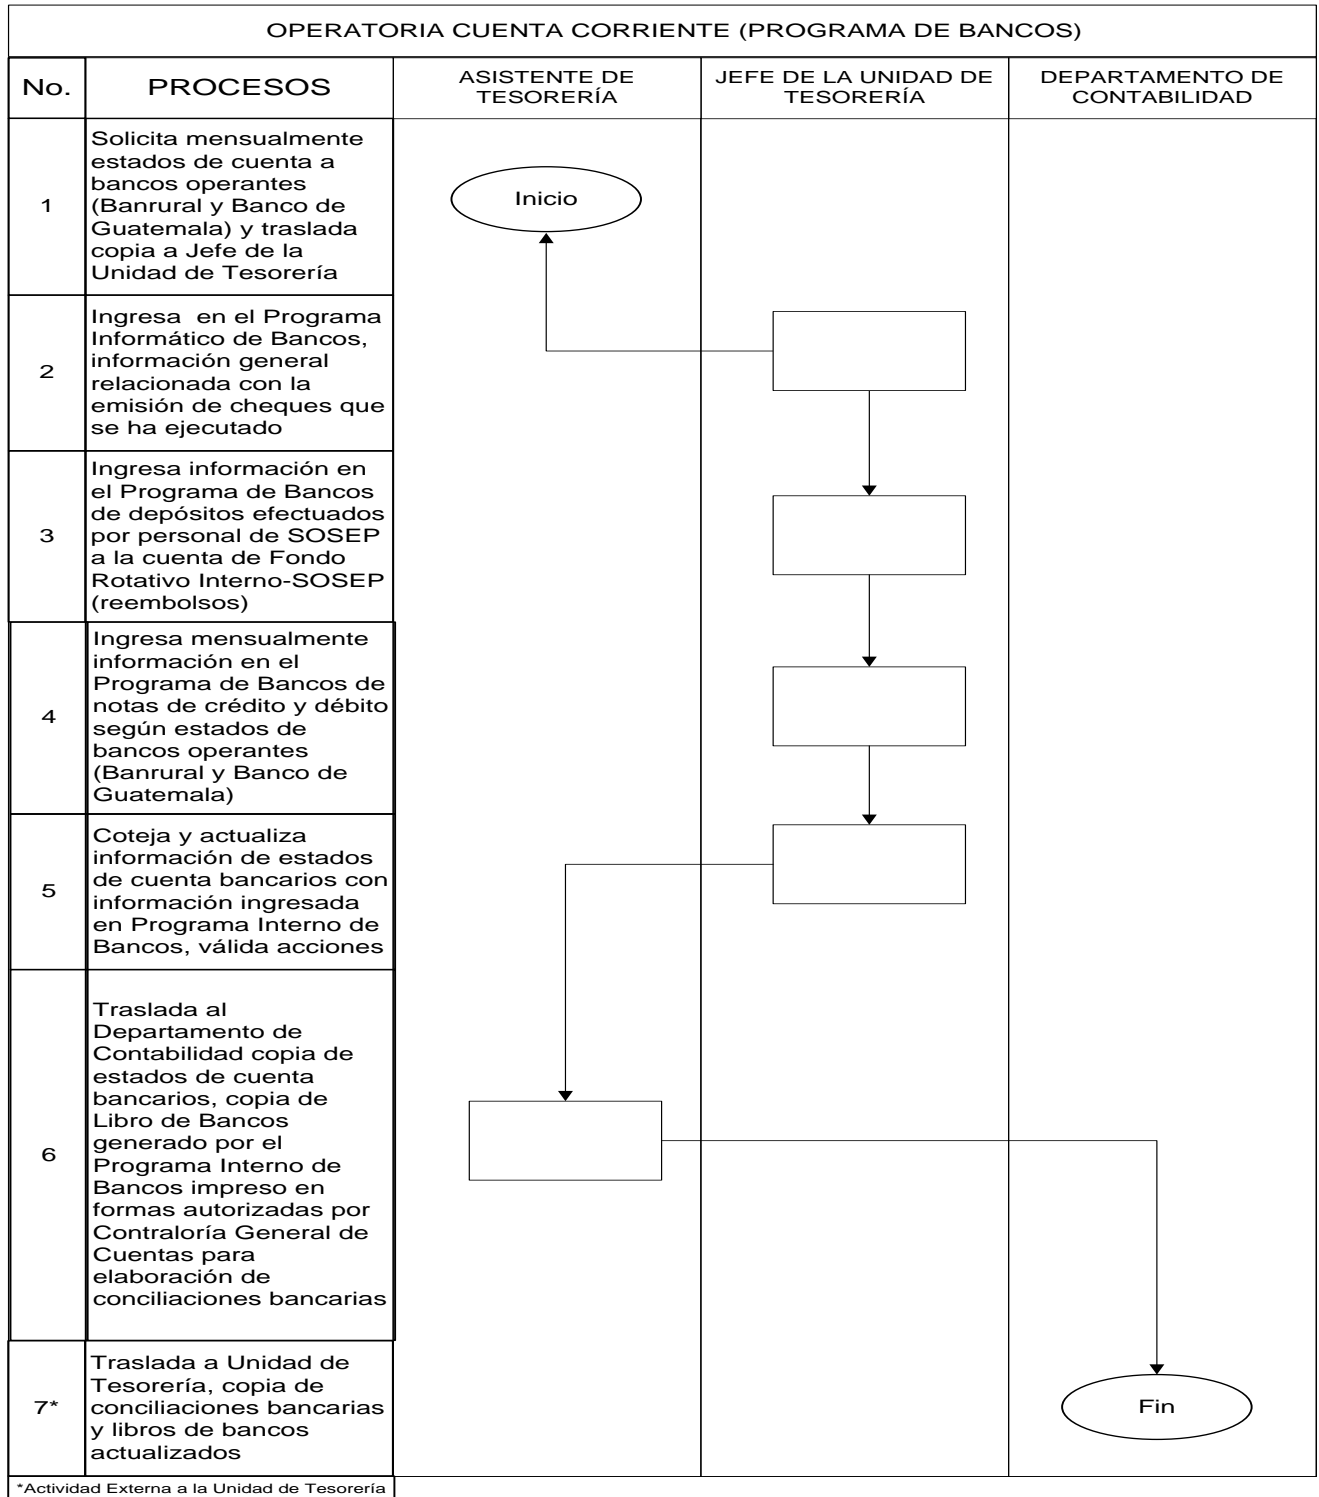 OPERATORIA CUENTA CORRIENTE (PROGRAMA DE BANCOS)
No.
PROCESOS
ASISTENTE DE
TESORERÍA
JEFE DE LA UNIDAD DE
TESORERÍA
DEPARTAMENTO DE
CONTABILIDAD
1
Solicita mensualmente
estados de cuenta a
bancos operantes
(Banrural y Banco de
Guatemala) y traslada
copia a Jefe de la
Unidad de Tesorería
Inicio
2
Ingresa en el Programa
Informático de Bancos,
información general
relacionada con la
emisión de cheques que
se ha ejecutado
3
Ingresa información en
el Programa de Bancos
de depósitos efectuados
por personal de SOSEP
a la cuenta de Fondo
Rotativo Interno-SOSEP
(reembolsos)
4
Ingresa mensualmente
información en el
Programa de Bancos de
notas de crédito y débito
según estados de
bancos operantes
(Banrural y Banco de
Guatemala)
5
Coteja y actualiza
información de estados
de cuenta bancarios con
información ingresada
en Programa Interno de
Bancos, válida acciones
6
Traslada al
Departamento de
Contabilidad copia de
estados de cuenta
bancarios, copia de
Libro de Bancos
generado por el
Programa Interno de
Bancos impreso en
formas autorizadas por
Contraloría General de
Cuentas para
elaboración de
conciliaciones bancarias
7*
Traslada a Unidad de
Tesorería, copia de
conciliaciones bancarias
y libros de bancos
actualizados
Fin
*Actividad Externa a la Unidad de Tesorería